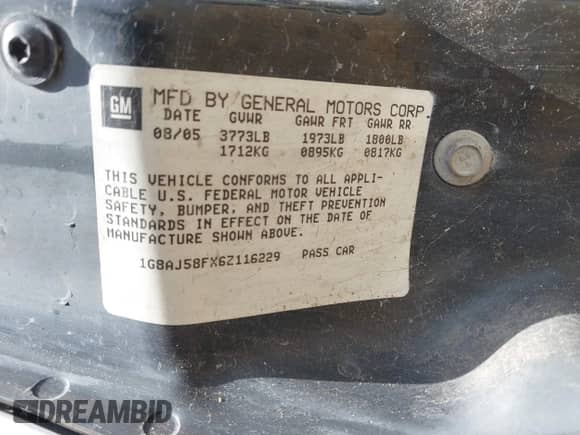 GM
MFD BY GENERAL MOTORS CORP.
DATE GVWR GAWR FRT GAWR RR
08/05 3773LB 1973LB 1800LB
1712KG 0895KG 0817KG
THIS VEHICLE CONFORMS TO ALL APPLI-
CABLE U.S. FEDERAL MOTOR VEHICLE
SAFETY, BUMPER, AND THEFT PREVENTION
STANDARDS IN EFFECT ON THE DATE OF
MANUFACTURE SHOWN ABOVE.
1G8AJ58FX6Z116229 PASS CAR
DREAMBID